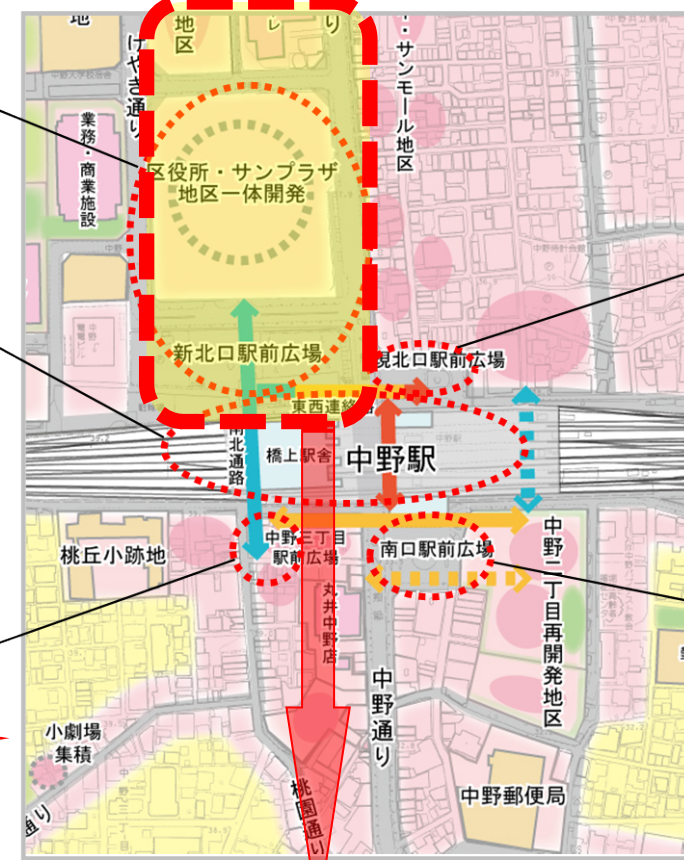 地区
り
けやき通り
・サンモール地区
業務・商業施設
区役所・サンプラザ
地区一体開発
新北口駅前広場
現北口駅前広場
東西連絡
南北通路
橋上駅舎
中野駅
桃丘小跡地
中野三丁目
駅前広場
南口駅前広場
丸井中野店
中野二丁目再開発地区
中野通り
小劇場
集積
桃園通り
中野郵便局
通り